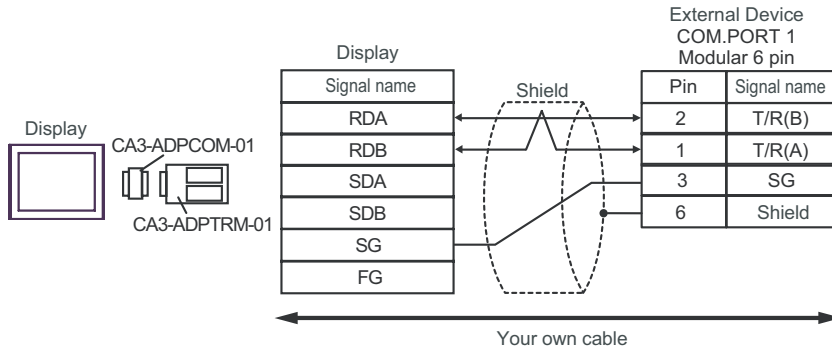 Display
CA3-ADPCOM-01
CA3-ADPTRM-01
Display
Signal name
RDA
RDB
SDA
SDB
SG
FG
Shield
External Device
COM.PORT 1
Modular 6 pin
Pin Signal name
2 T/R(B)
1 T/R(A)
3 SG
6 Shield
Your own cable